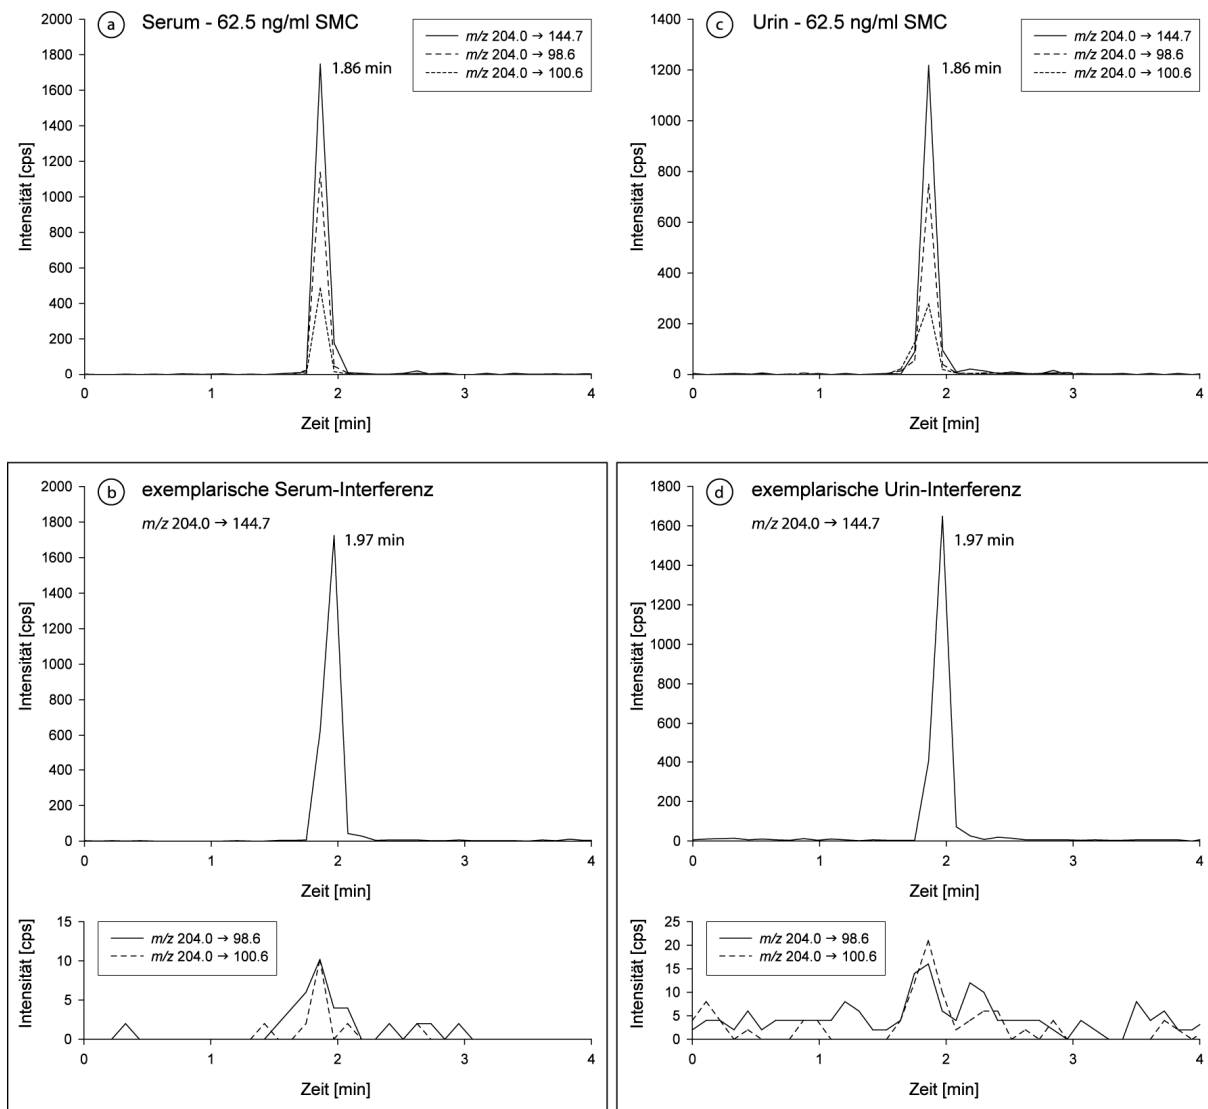 a Serum - 62.5 ng/ml SMC
m/z 204.0 → 144.7
m/z 204.0 → 98.6
m/z 204.0 → 100.6
1.86 min
2000
1800
1600
1400
1200
1000
800
600
400
200
0
Intensität [cps]
0 1 2 3 4
Zeit [min]
c Urin - 62.5 ng/ml SMC
m/z 204.0 → 144.7
m/z 204.0 → 98.6
m/z 204.0 → 100.6
1.86 min
1400
1200
1000
800
600
400
200
0
Intensität [cps]
0 1 2 3 4
Zeit [min]
b exemplarische Serum-Interferenz
m/z 204.0 → 144.7
1.97 min
2000
1800
1600
1400
1200
1000
800
600
400
200
0
Intensität [cps]
0 1 2 3 4
Zeit [min]
m/z 204.0 → 98.6
m/z 204.0 → 100.6
15
10
5
0
Intensität [cps]
0 1 2 3 4
Zeit [min]
d exemplarische Urin-Interferenz
m/z 204.0 → 144.7
1.97 min
1800
1600
1400
1200
1000
800
600
400
200
0
Intensität [cps]
0 1 2 3 4
Zeit [min]
m/z 204.0 → 98.6
m/z 204.0 → 100.6
25
20
15
10
5
0
Intensität [cps]
0 1 2 3 4
Zeit [min]